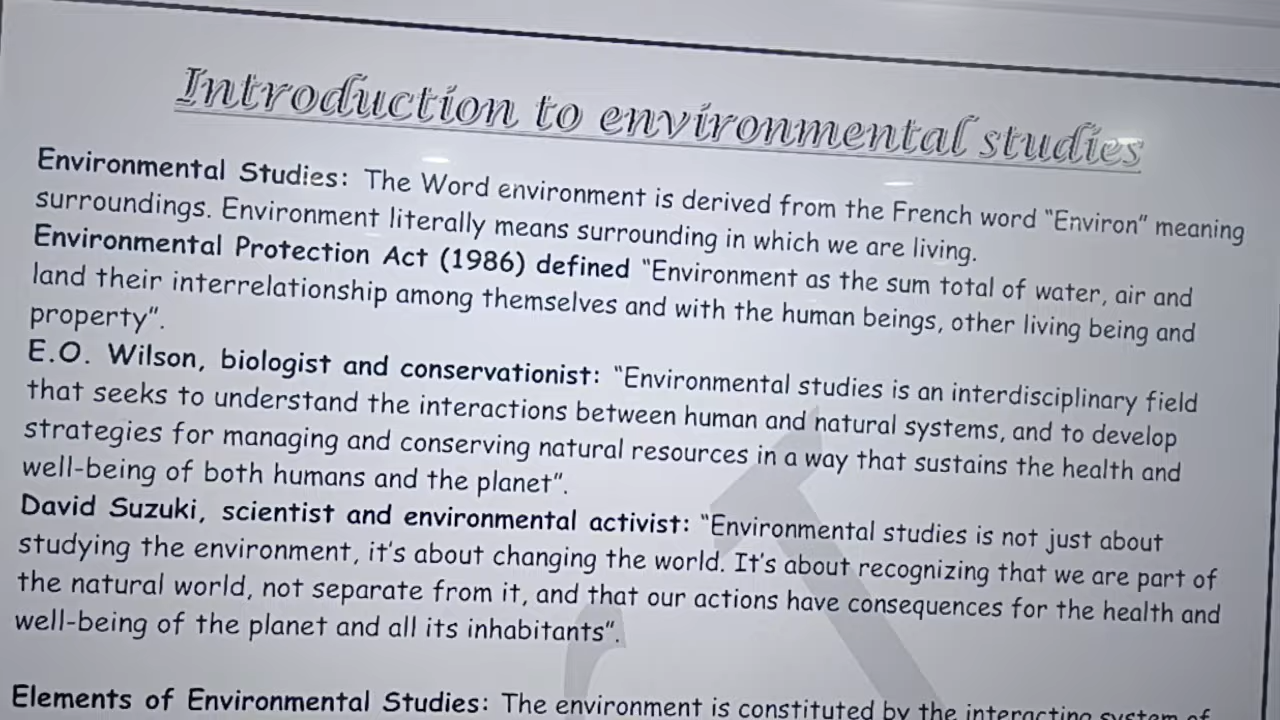 Introduction to environmental studies
Environmental Studies: The Word environment is derived from the French word "Environ" meaning
surroundings. Environment literally means surrounding in which we are living.
Environmental Protection Act (1986) defined "Environment as the sum total of water, air and
land their interrelationship among themselves and with the human beings, other living being and
property".
E.O. Wilson, biologist and conservationist: "Environmental studies is an interdisciplinary field
that seeks to understand the interactions between human and natural systems, and to develop
strategies for managing and conserving natural resources in a way that sustains the health and
well-being of both humans and the planet".
David Suzuki, scientist and environmental activist: "Environmental studies is not just about
studying the environment, it's about changing the world. It's about recognizing that we are part of
the natural world, not separate from it, and that our actions have consequences for the health and
well-being of the planet and all its inhabitants".
Elements of Environmental Studies: The environment is constituted by the interacting system of